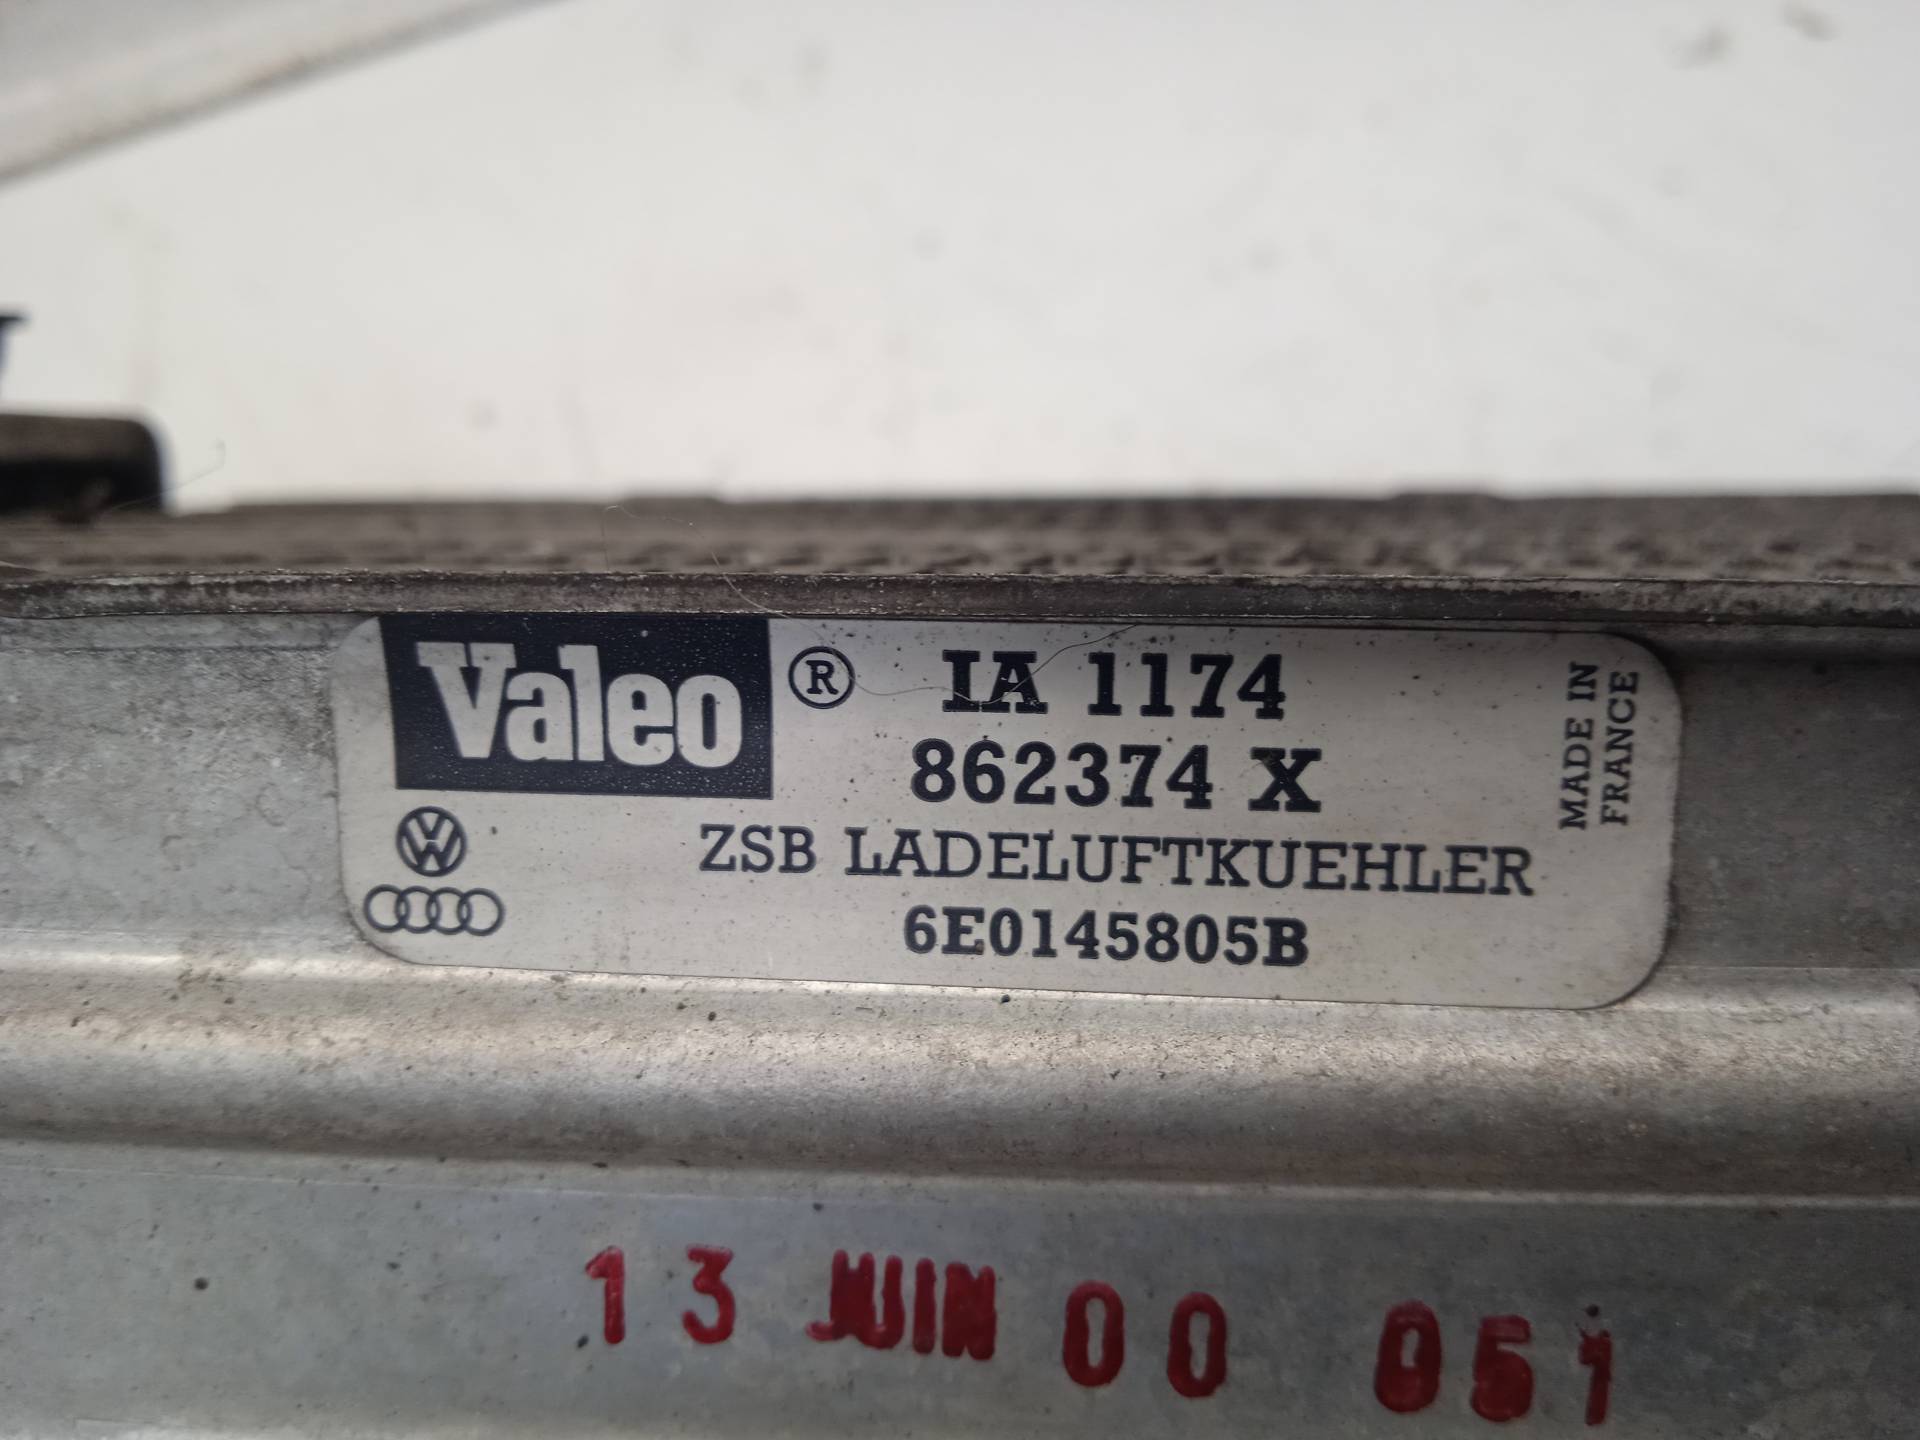 Valeo ® IA 1174
862374 X
ZSB LADELUFTKUEHLER
6E0145805B
MADE IN
FRANCE
13 JUIN 00 051